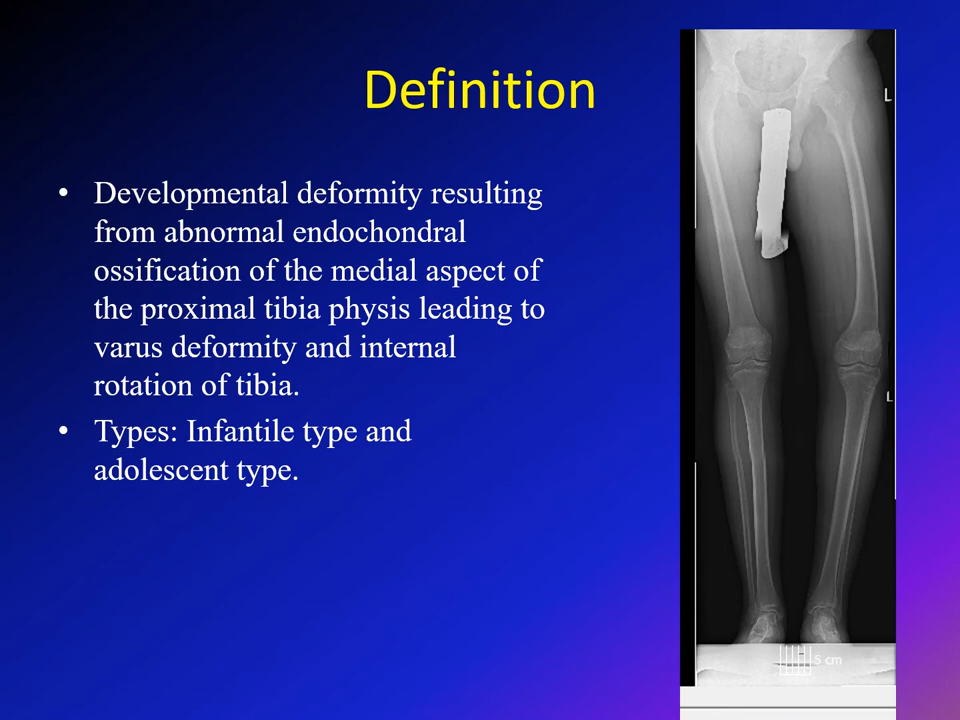 Definition
• Developmental deformity resulting
from abnormal endochondral
ossification of the medial aspect of
the proximal tibia physis leading to
varus deformity and internal
rotation of tibia.
• Types: Infantile type and
adolescent type.
L
L
5 cm